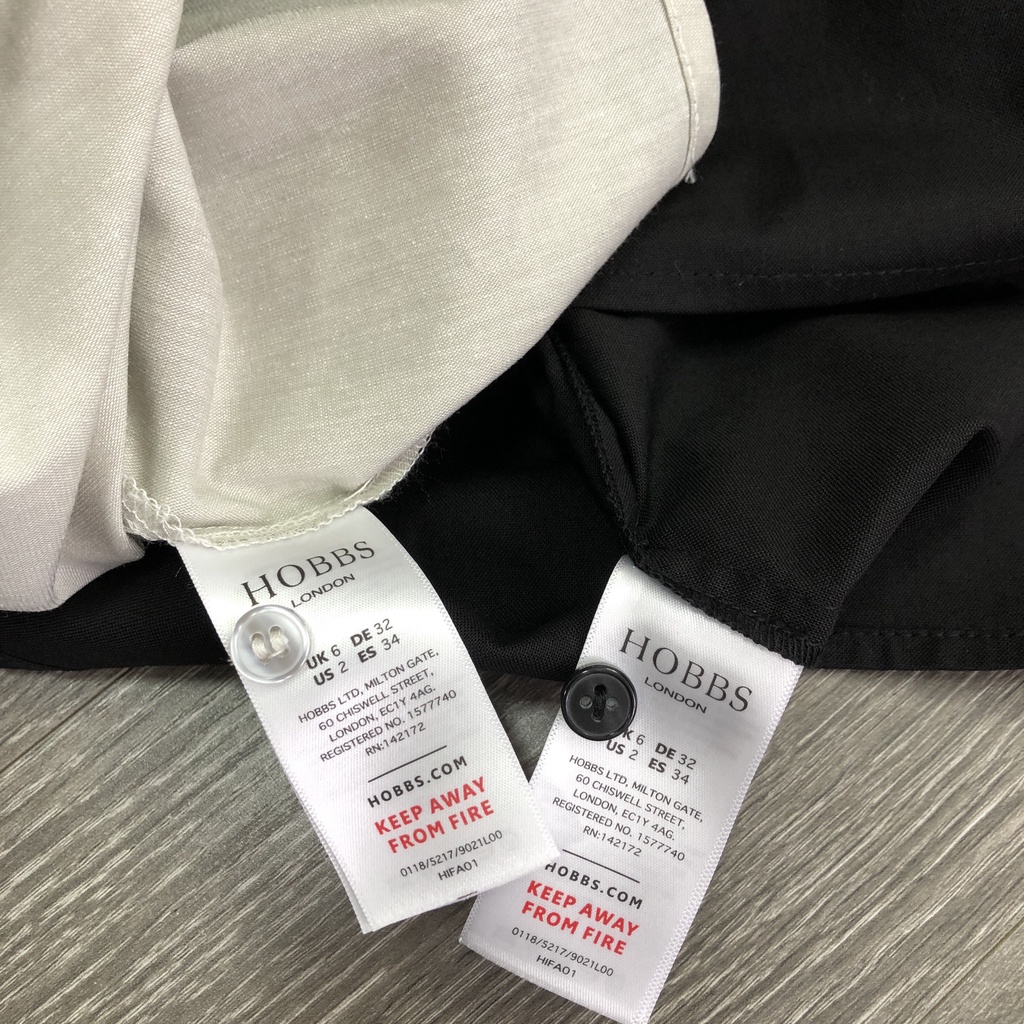 HOBBS
LONDON
UK 6 DE 32
US 2 ES 34
HOBBS LTD, MILTON GATE,
60 CHISWELL STREET,
LONDON, EC1Y 4AG.
REGISTERED NO. 1577740
RN:142172
HOBBS.COM
KEEP AWAY
FROM FIRE
0118/5217/9021L00
HIFA01
HOBBS
LONDON
6 DE 32
US 2 ES 34
HOBBS LTD, MILTON GATE,
60 CHISWELL STREET,
LONDON, EC1Y 4AG.
REGISTERED NO. 1577740
RN:142172
HOBBS.COM
KEEP AWAY
FROM FIRE
0118/5217/9021L00
HIFA01